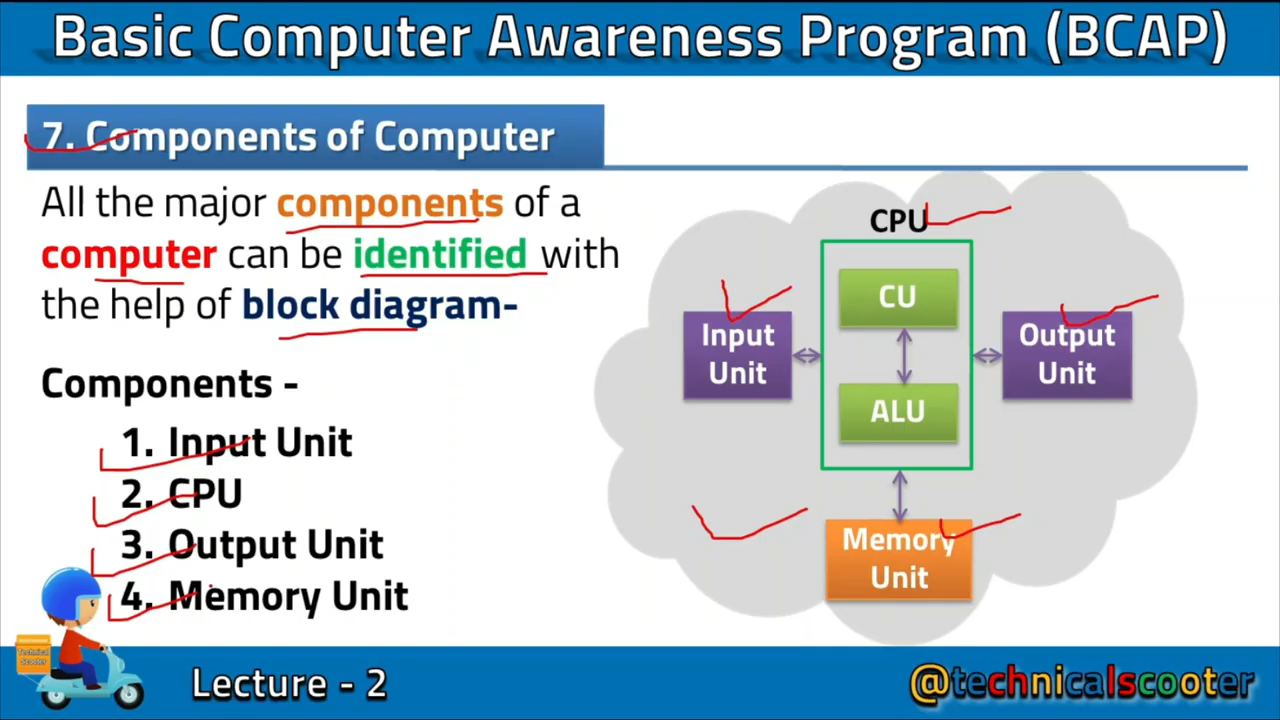 Basic Computer Awareness Program (BCAP)
7. Components of Computer
All the major components of a
computer can be identified with
the help of block diagram-
Components -
1. Input Unit
2. CPU
3. Output Unit
4. Memory Unit
CPU
CU
ALU
Input
Unit
Output
Unit
Memory
Unit
Technical
Scooter
Lecture - 2
@technicalscooter